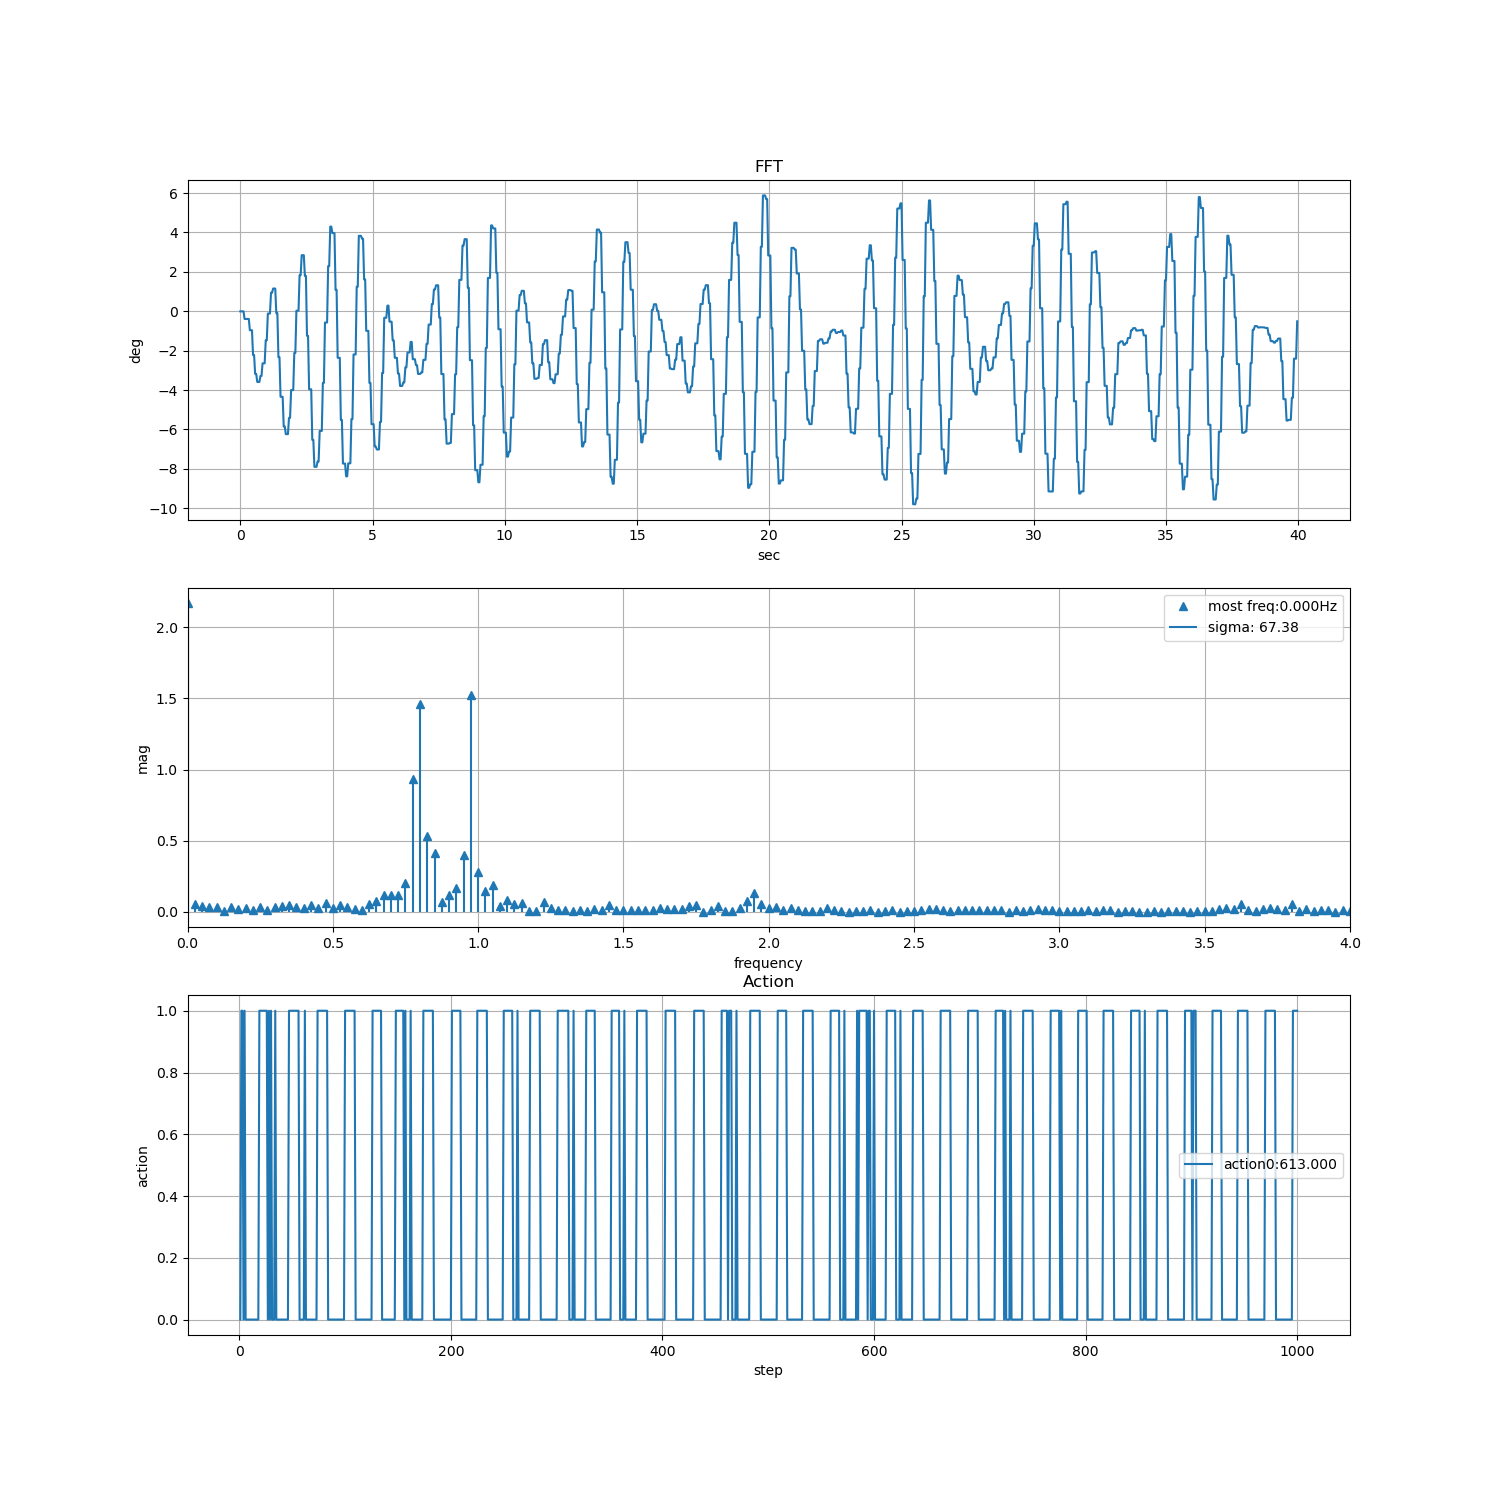 FFT
6
4
2
0
−2
−4
−6
−8
−10
deg
0 5 10 15 20 25 30 35 40
sec
most freq:0.000Hz
sigma: 67.38
2.0
1.5
1.0
0.5
0.0
mag
0.0 0.5 1.0 1.5 2.0 2.5 3.0 3.5 4.0
frequency
Action
1.0
0.8
0.6
0.4
0.2
0.0
action
action0:613.000
0 200 400 600 800 1000
step